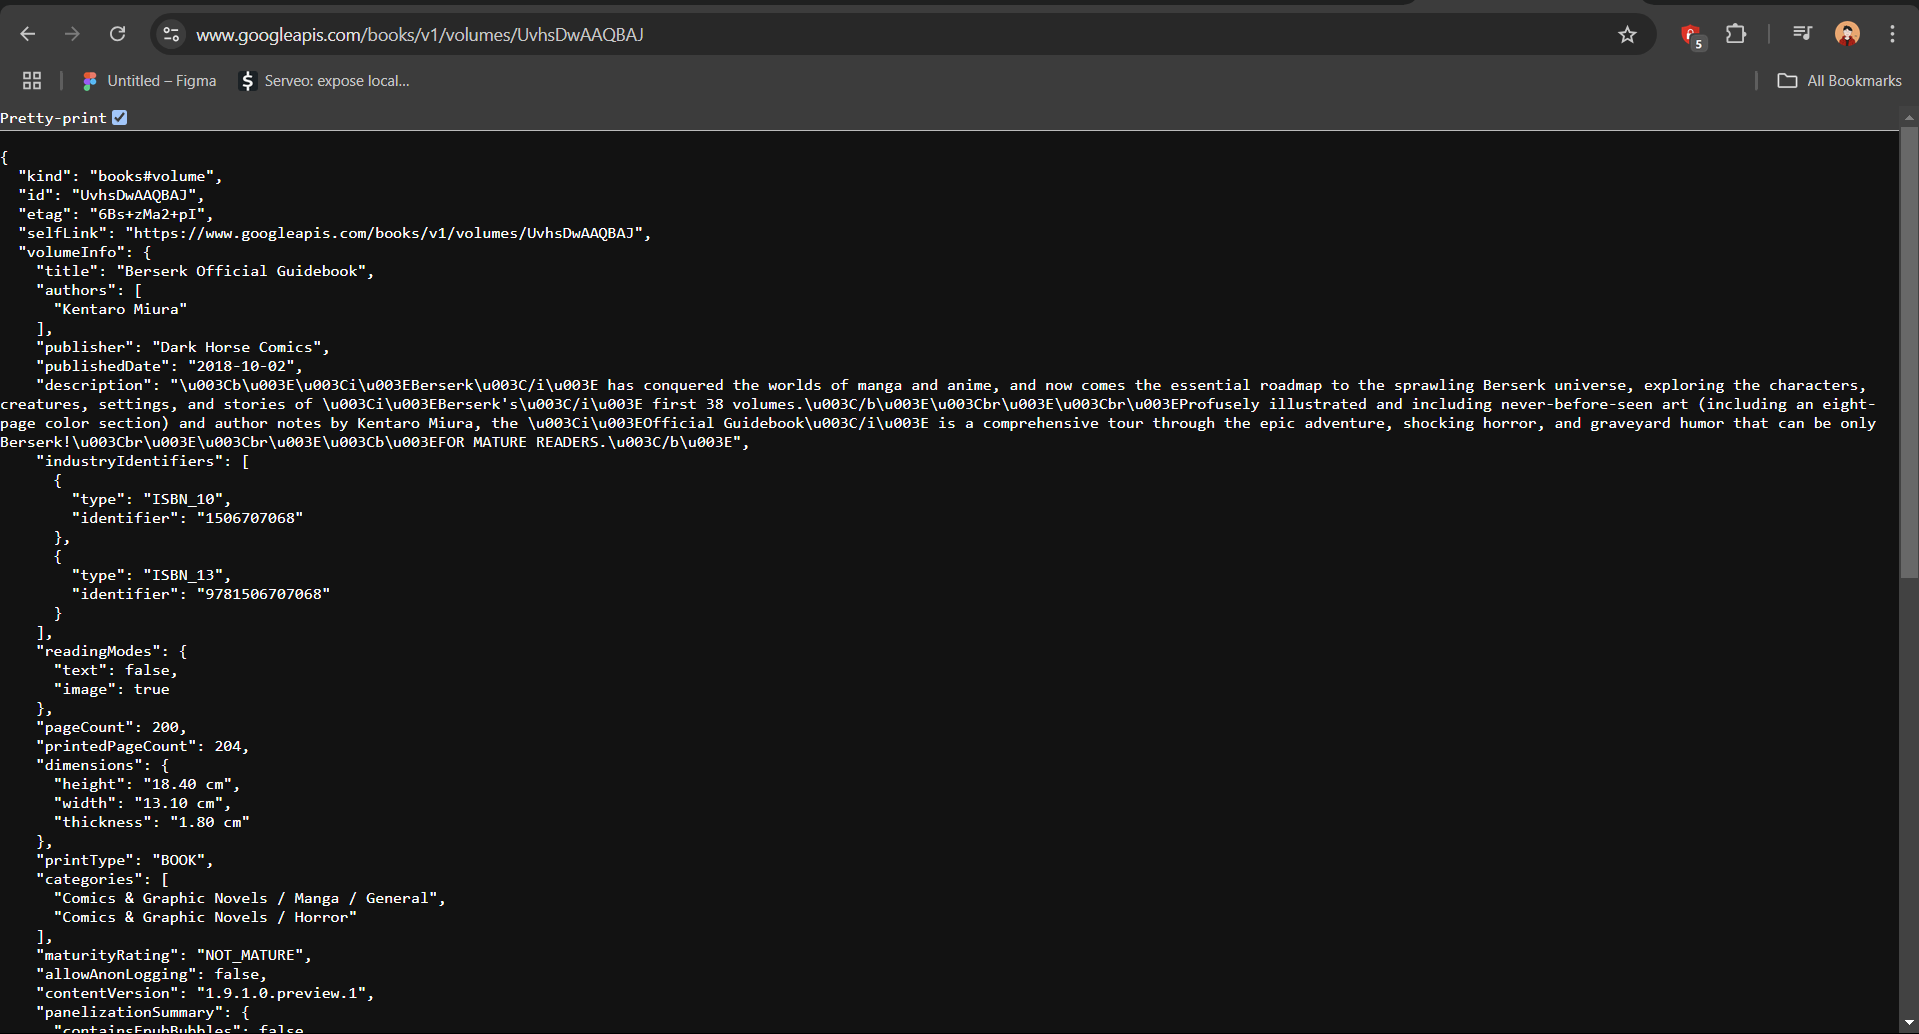 www.googleapis.com/books/v1/volumes/UvhsDwAAQBAJ
5
Untitled – Figma
Serveo: expose local...
All Bookmarks
Pretty-print
{
  "kind": "books#volume",
  "id": "UvhsDwAAQBAJ",
  "etag": "6Bs+zMa2+pI",
  "selfLink": "https://www.googleapis.com/books/v1/volumes/UvhsDwAAQBAJ",
  "volumeInfo": {
    "title": "Berserk Official Guidebook",
    "authors": [
      "Kentaro Miura"
    ],
    "publisher": "Dark Horse Comics",
    "publishedDate": "2018-10-02",
    "description": "\u003Cb\u003E\u003Ci\u003EBerserk\u003C/i\u003E has conquered the worlds of manga and anime, and now comes the essential roadmap to the sprawling Berserk universe, exploring the characters,
creatures, settings, and stories of \u003Ci\u003EBerserk's\u003C/i\u003E first 38 volumes.\u003C/b\u003E\u003Cbr\u003E\u003Cbr\u003EProfusely illustrated and including never-before-seen art (including an eight-
page color section) and author notes by Kentaro Miura, the \u003Ci\u003EOfficial Guidebook\u003C/i\u003E is a comprehensive tour through the epic adventure, shocking horror, and graveyard humor that can be only
Berserk!\u003Cbr\u003E\u003Cbr\u003E\u003Cb\u003EFOR MATURE READERS.\u003C/b\u003E",
    "industryIdentifiers": [
      {
        "type": "ISBN_10",
        "identifier": "1506707068"
      },
      {
        "type": "ISBN_13",
        "identifier": "9781506707068"
      }
    ],
    "readingModes": {
      "text": false,
      "image": true
    },
    "pageCount": 200,
    "printedPageCount": 204,
    "dimensions": {
      "height": "18.40 cm",
      "width": "13.10 cm",
      "thickness": "1.80 cm"
    },
    "printType": "BOOK",
    "categories": [
      "Comics & Graphic Novels / Manga / General",
      "Comics & Graphic Novels / Horror"
    ],
    "maturityRating": "NOT_MATURE",
    "allowAnonLogging": false,
    "contentVersion": "1.9.1.0.preview.1",
    "panelizationSummary": {
      "containsEpubBubbles": false,